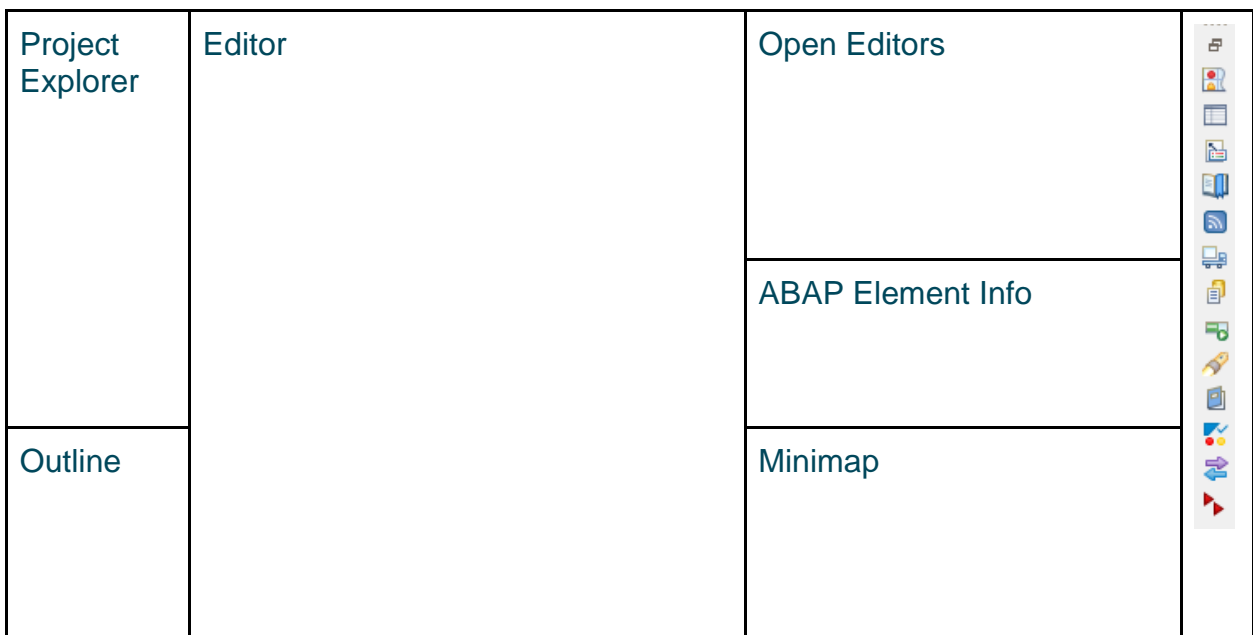 Project
Explorer
Editor
Open Editors
ABAP Element Info
Outline
Minimap